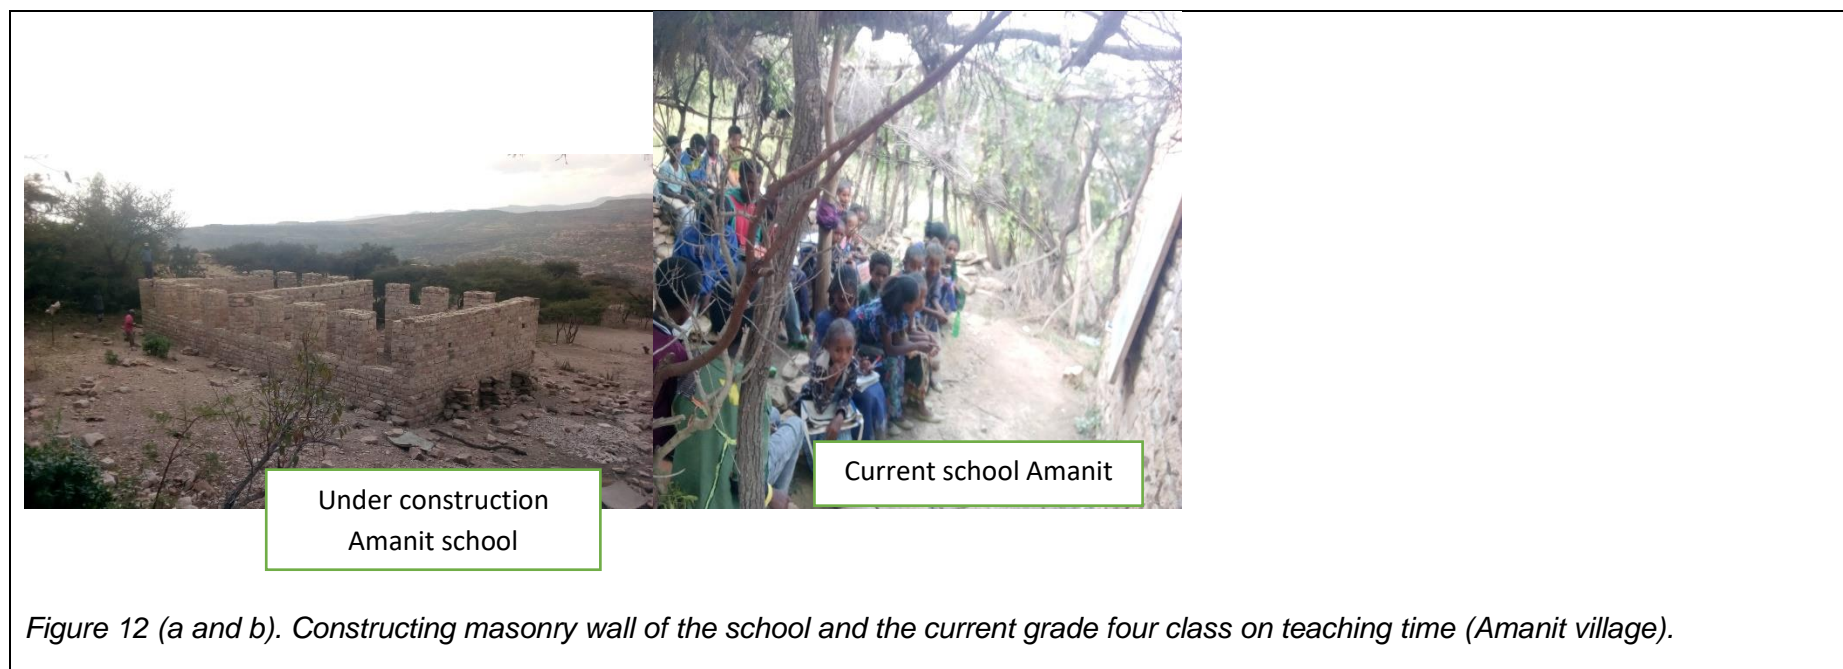 Under construction
Amanit school
Current school Amanit
Figure 12 (a and b). Constructing masonry wall of the school and the current grade four class on teaching time (Amanit village).